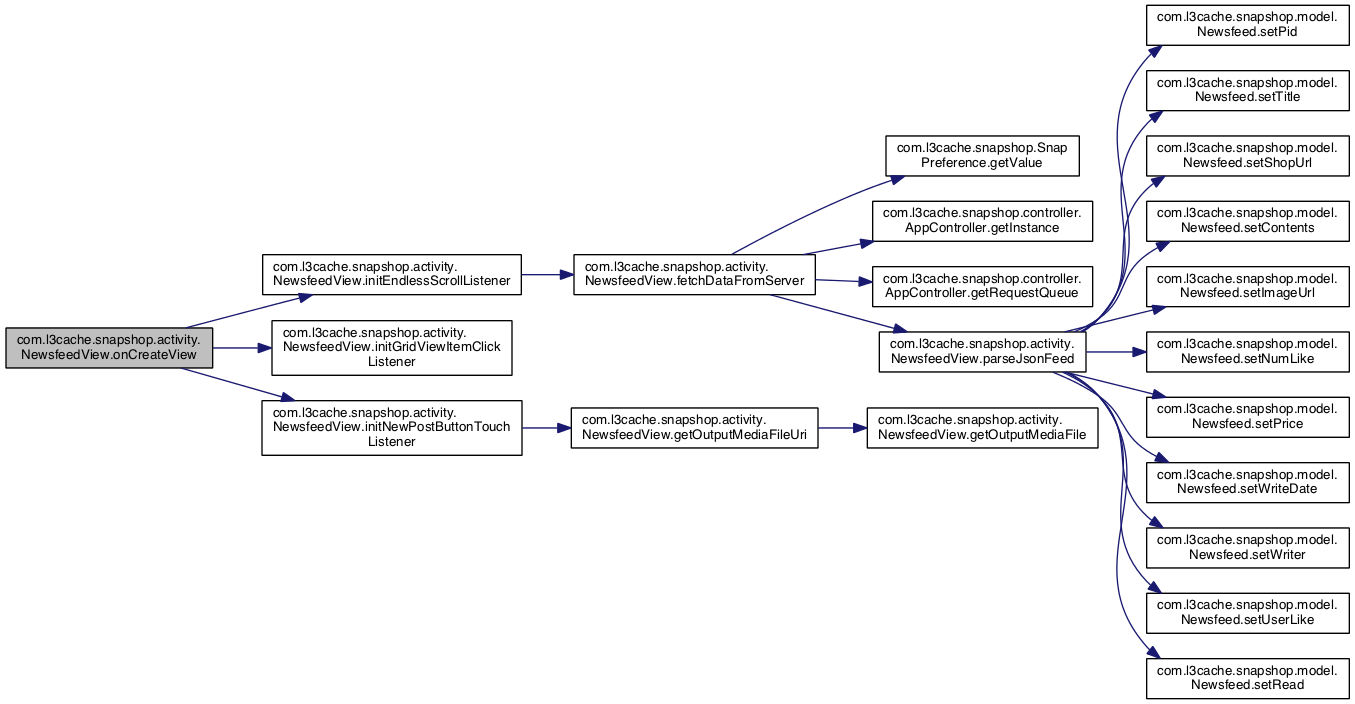 com.l3cache.snapshop.activity.
NewsfeedView.onCreateView
com.l3cache.snapshop.activity.
NewsfeedView.initEndlessScrollListener
com.l3cache.snapshop.activity.
NewsfeedView.initGridViewItemClick
Listener
com.l3cache.snapshop.activity.
NewsfeedView.initNewPostButtonTouch
Listener
com.l3cache.snapshop.activity.
NewsfeedView.fetchDataFromServer
com.l3cache.snapshop.activity.
NewsfeedView.getOutputMediaFileUri
com.l3cache.snapshop.Snap
Preference.getValue
com.l3cache.snapshop.controller.
AppController.getInstance
com.l3cache.snapshop.controller.
AppController.getRequestQueue
com.l3cache.snapshop.activity.
NewsfeedView.parseJsonFeed
com.l3cache.snapshop.activity.
NewsfeedView.getOutputMediaFile
com.l3cache.snapshop.model.
Newsfeed.setPid
com.l3cache.snapshop.model.
Newsfeed.setTitle
com.l3cache.snapshop.model.
Newsfeed.setShopUrl
com.l3cache.snapshop.model.
Newsfeed.setContents
com.l3cache.snapshop.model.
Newsfeed.setImageUrl
com.l3cache.snapshop.model.
Newsfeed.setNumLike
com.l3cache.snapshop.model.
Newsfeed.setPrice
com.l3cache.snapshop.model.
Newsfeed.setWriteDate
com.l3cache.snapshop.model.
Newsfeed.setWriter
com.l3cache.snapshop.model.
Newsfeed.setUserLike
com.l3cache.snapshop.model.
Newsfeed.setRead